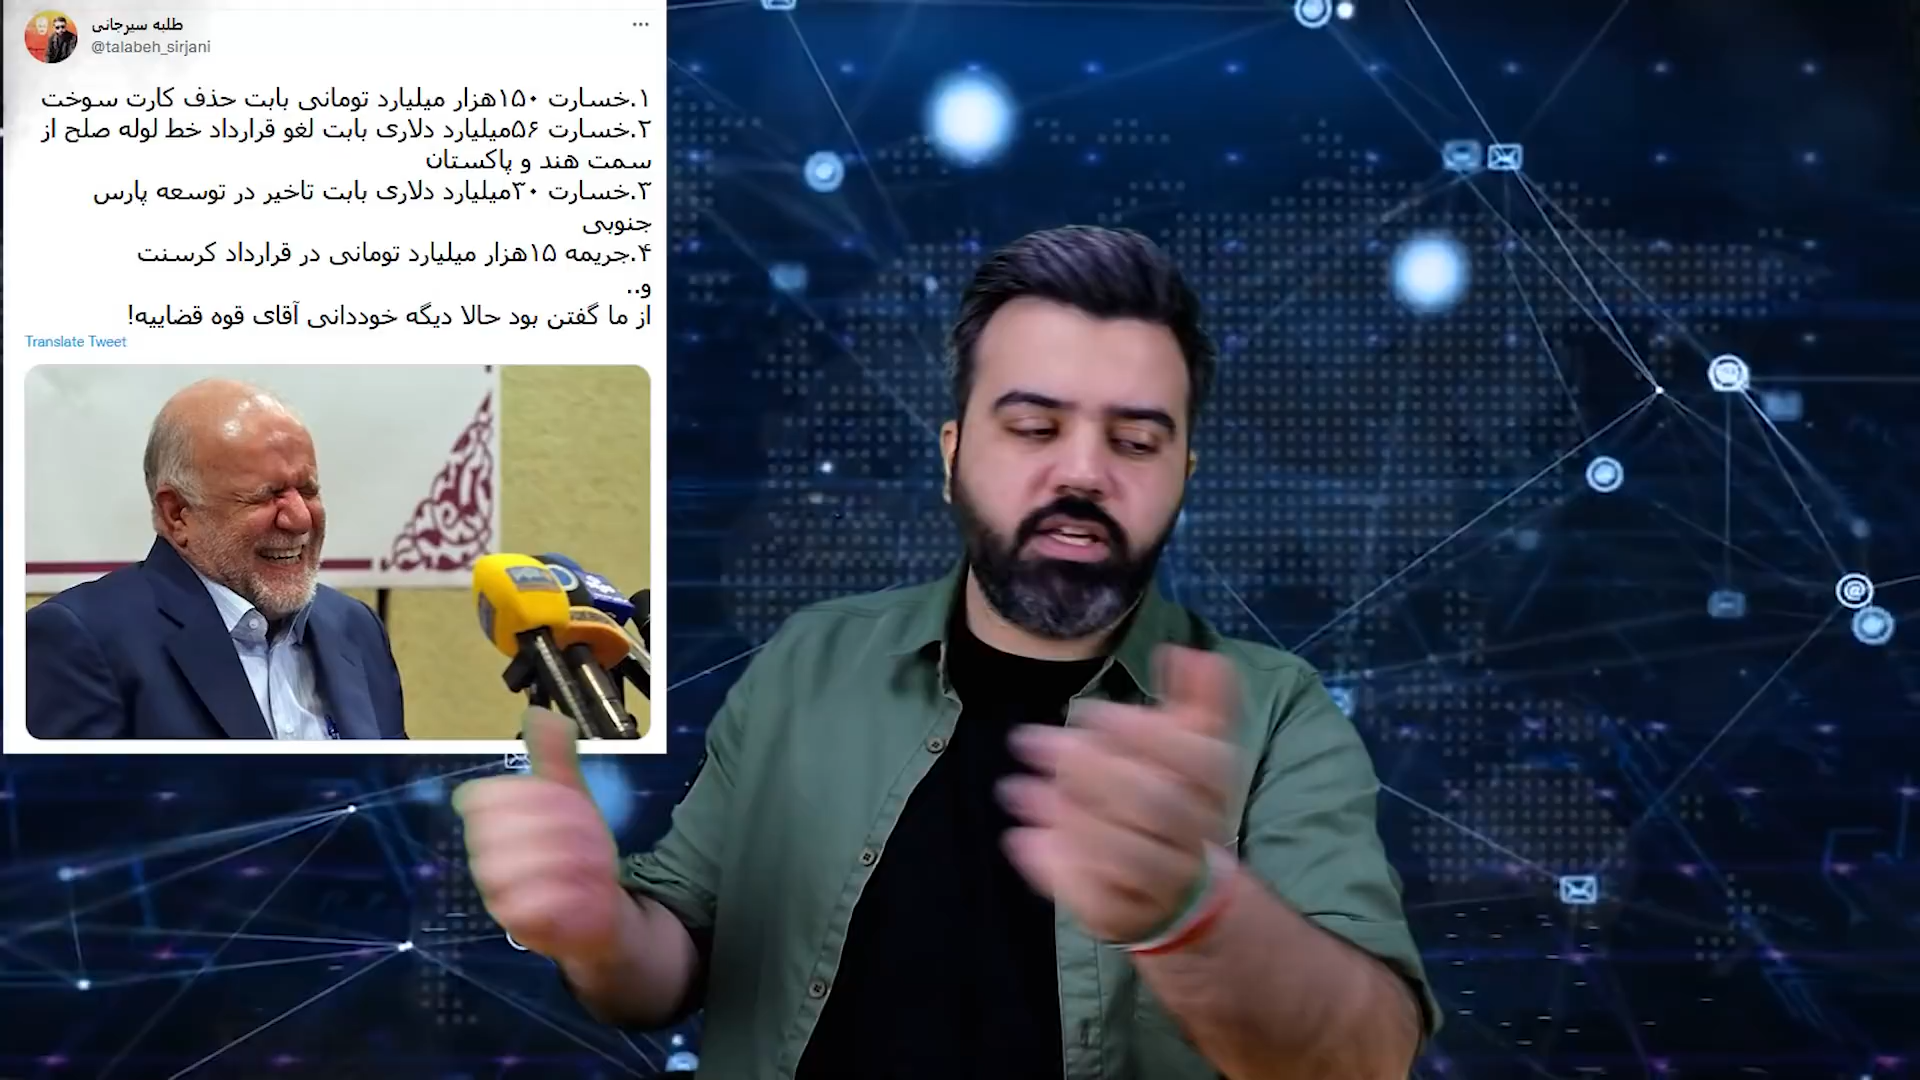 طلبه سیرجانی
@talabeh_sirjani
۱.خسارت ۱۵۰هزار میلیارد تومانی بابت حذف کارت سوخت
۲.خسارت ۵۶میلیارد دلاری بابت لغو قرارداد خط لوله صلح از
سمت هند و پاکستان
۳.خسارت ۳۰میلیارد دلاری بابت تاخیر در توسعه پارس
جنوبی
۴.جریمه ۱۵هزار میلیارد تومانی در قرارداد کرسنت
و..
از ما گفتن بود حالا دیگه خوددانی آقای قوه قضاییه!
Translate Tweet